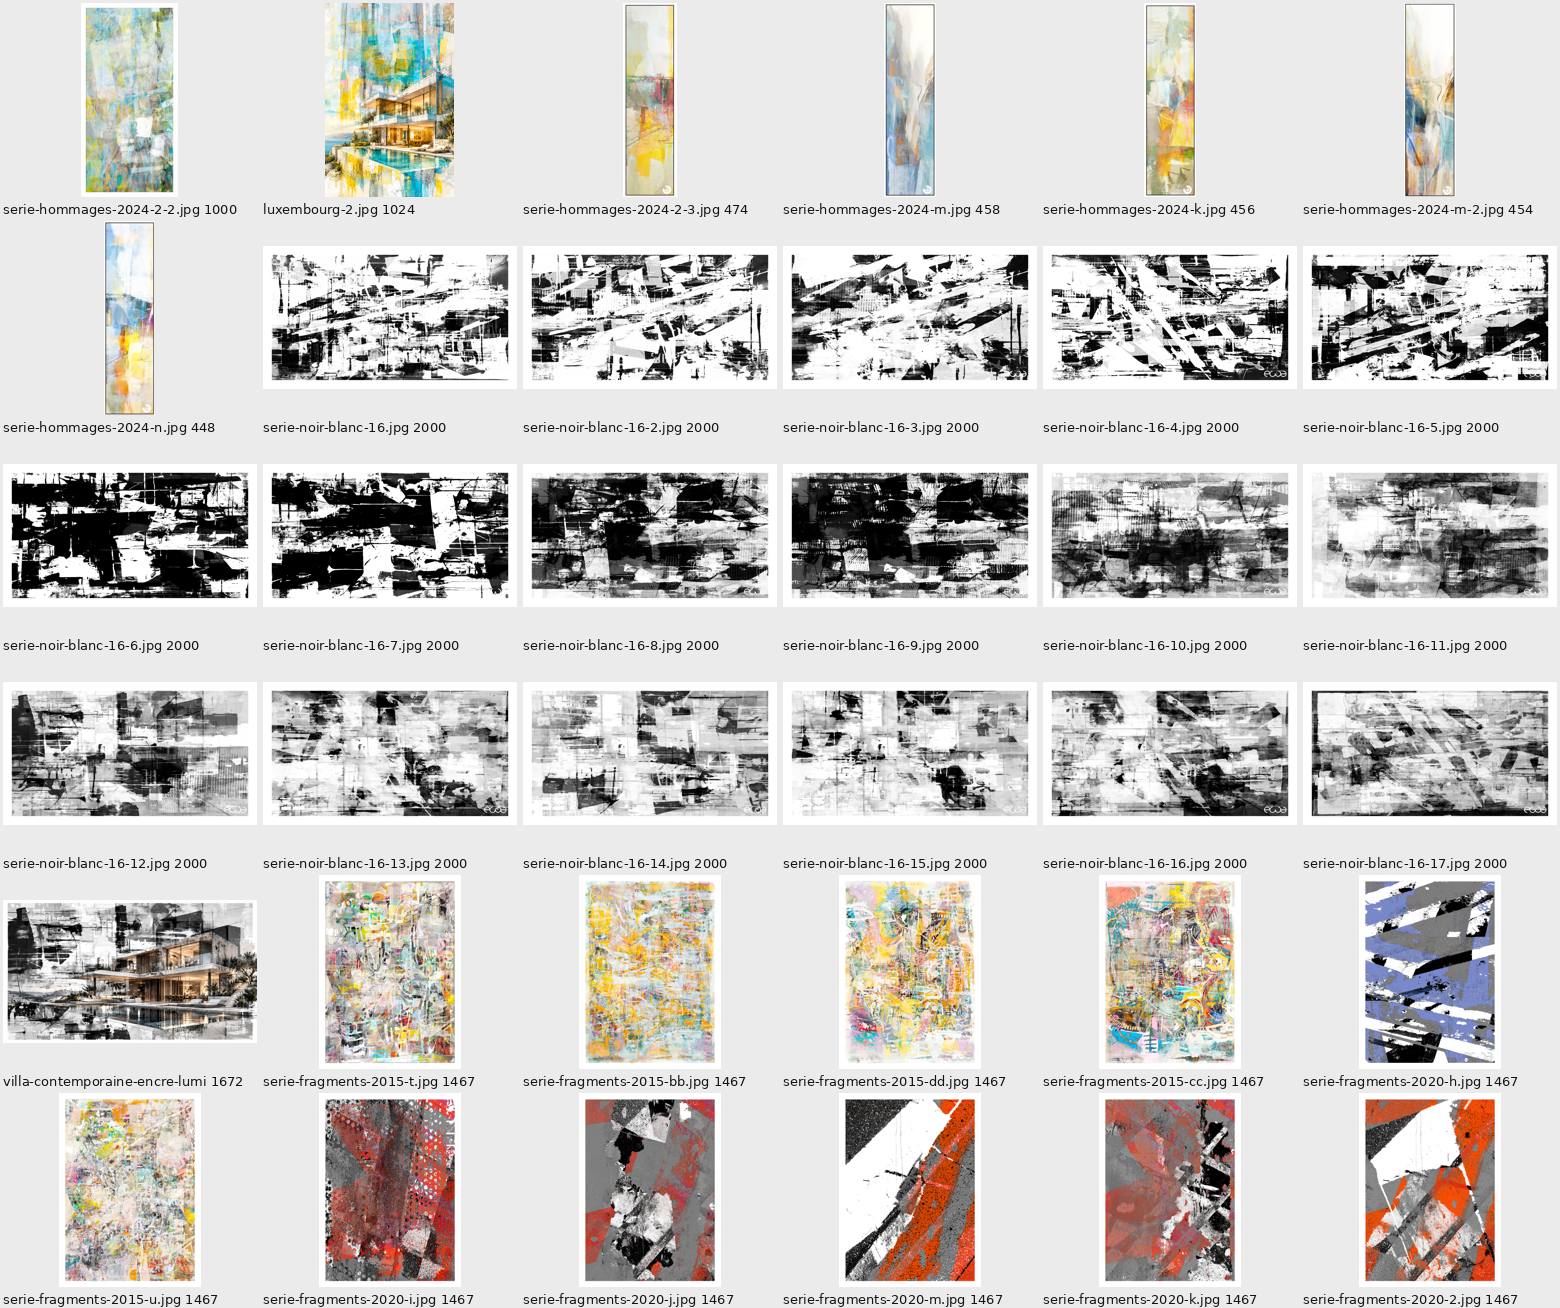 serie-hommages-2024-2-2.jpg 1000
luxembourg-2.jpg 1024
serie-hommages-2024-2-3.jpg 474
serie-hommages-2024-m.jpg 458
serie-hommages-2024-k.jpg 456
serie-hommages-2024-m-2.jpg 454
serie-hommages-2024-n.jpg 448
serie-noir-blanc-16.jpg 2000
serie-noir-blanc-16-2.jpg 2000
serie-noir-blanc-16-3.jpg 2000
serie-noir-blanc-16-4.jpg 2000
serie-noir-blanc-16-5.jpg 2000
serie-noir-blanc-16-6.jpg 2000
serie-noir-blanc-16-7.jpg 2000
serie-noir-blanc-16-8.jpg 2000
serie-noir-blanc-16-9.jpg 2000
serie-noir-blanc-16-10.jpg 2000
serie-noir-blanc-16-11.jpg 2000
serie-noir-blanc-16-12.jpg 2000
serie-noir-blanc-16-13.jpg 2000
serie-noir-blanc-16-14.jpg 2000
serie-noir-blanc-16-15.jpg 2000
serie-noir-blanc-16-16.jpg 2000
serie-noir-blanc-16-17.jpg 2000
villa-contemporaine-encre-lumi 1672
serie-fragments-2015-t.jpg 1467
serie-fragments-2015-bb.jpg 1467
serie-fragments-2015-dd.jpg 1467
serie-fragments-2015-cc.jpg 1467
serie-fragments-2020-h.jpg 1467
serie-fragments-2015-u.jpg 1467
serie-fragments-2020-i.jpg 1467
serie-fragments-2020-j.jpg 1467
serie-fragments-2020-m.jpg 1467
serie-fragments-2020-k.jpg 1467
serie-fragments-2020-2.jpg 1467